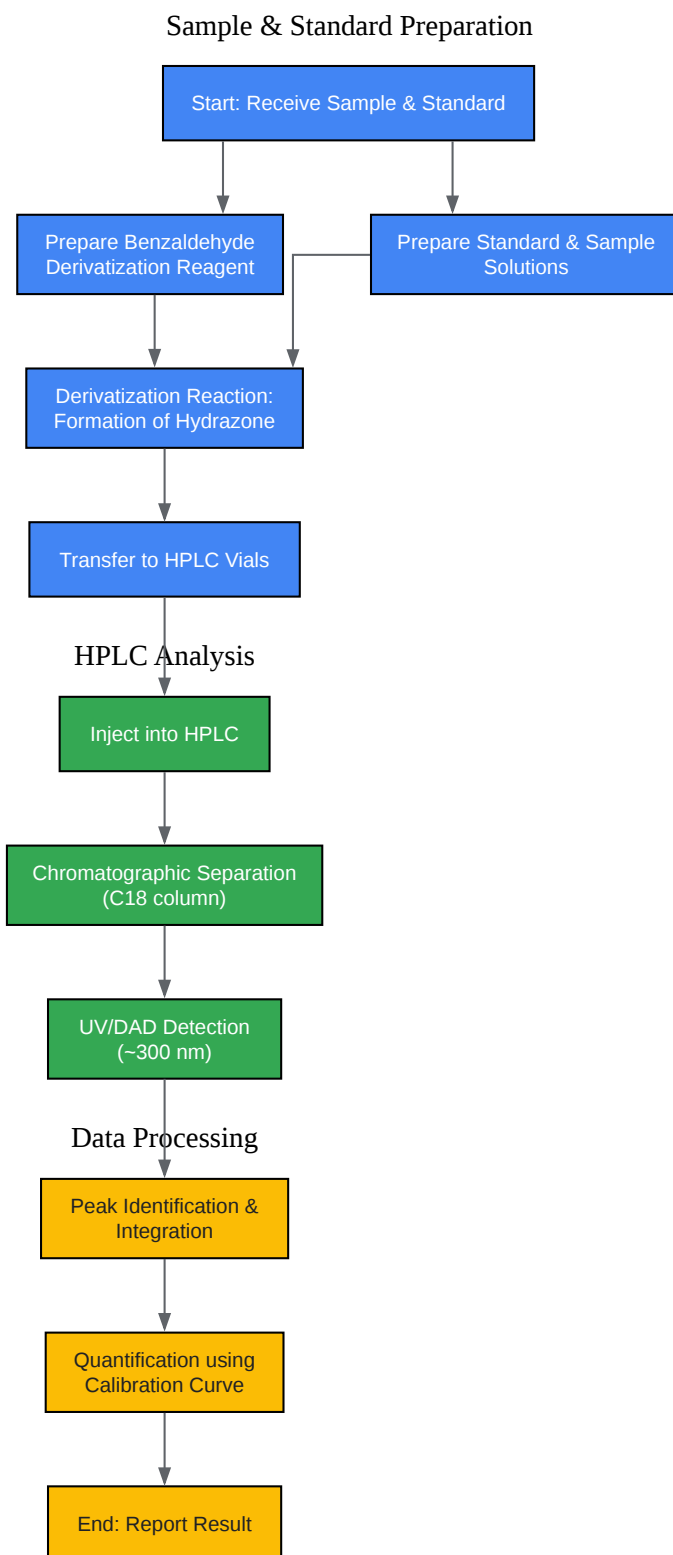 Sample & Standard Preparation
Start: Receive Sample & Standard
Prepare Benzaldehyde
Derivatization Reagent
Prepare Standard & Sample
Solutions
Derivatization Reaction:
Formation of Hydrazone
Transfer to HPLC Vials
HPLC Analysis
Inject into HPLC
Chromatographic Separation
(C18 column)
UV/DAD Detection
(~300 nm)
Data Processing
Peak Identification &
Integration
Quantification using
Calibration Curve
End: Report Result